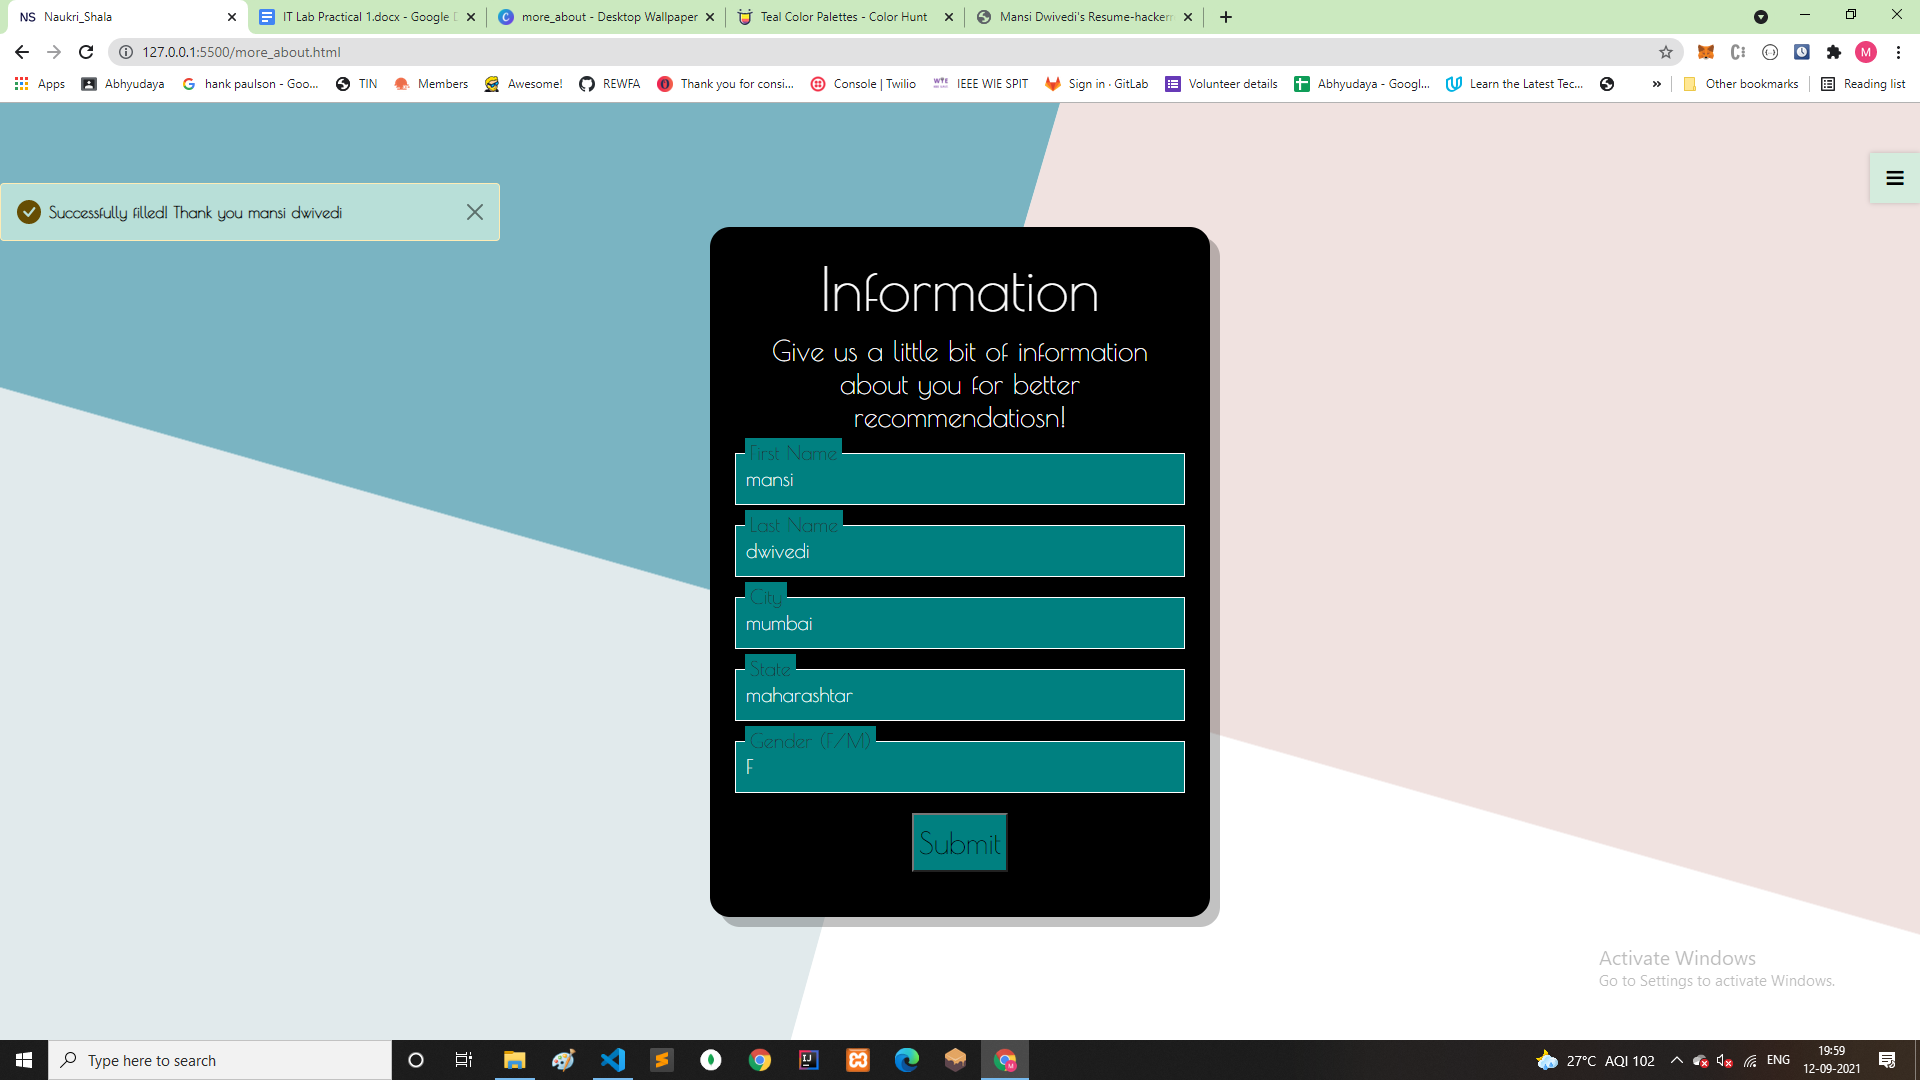 NS Naukri_Shala
IT Lab Practical 1.docx - Google D
more_about - Desktop Wallpaper
Teal Color Palettes - Color Hunt
Mansi Dwivedi's Resume-hackerr
127.0.0.1:5500/more_about.html
M
Apps
Abhyudaya
hank paulson - Goo...
TIN
Members
Awesome!
REWFA
Thank you for consi...
Console | Twilio
IEEE WIE SPIT
Sign in · GitLab
Volunteer details
Abhyudaya - Googl...
Learn the Latest Tec...
»
Other bookmarks
Reading list
Successfully filled! Thank you mansi dwivedi
Information
Give us a little bit of information
about you for better
recommendatiosn!
First Name
mansi
Last Name
dwivedi
City
mumbai
State
maharashtar
Gender (F/M)
F
Submit
Activate Windows
Go to Settings to activate Windows.
Type here to search
27°C AQI 102
ENG
19:59
12-09-2021